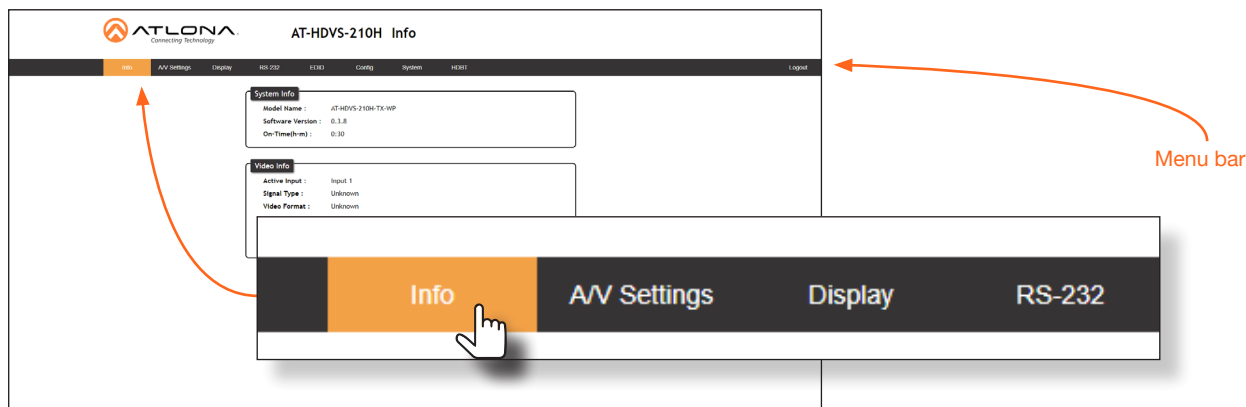 ATLONA.
Connecting Technology
AT-HDVS-210H Info
Info A/V Settings Display RS-232 EDID Config System HDBT Logout
System Info
Model Name : AT-HDVS-210H-TX-WP
Software Version : 0.3.8
On-Time(h-m) : 0:30
Video Info
Active Input : Input 1
Signal Type : Unknown
Video Format : Unknown
Menu bar
Info A/V Settings Display RS-232